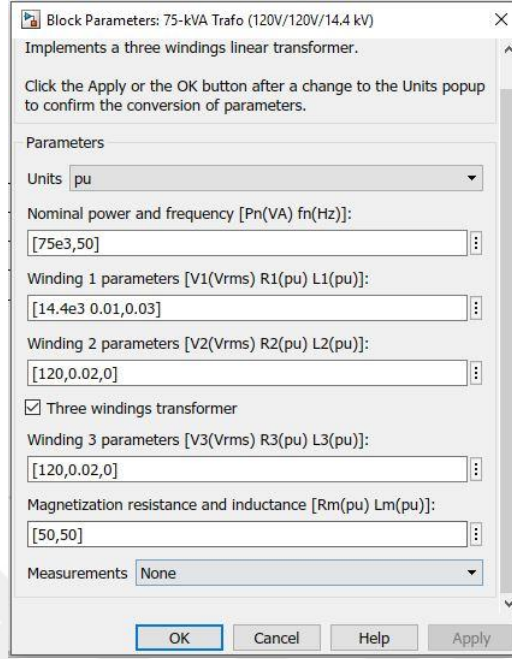 Block Parameters: 75-kVA Trafo (120V/120V/14.4 kV)
Implements a three windings linear transformer.
Click the Apply or the OK button after a change to the Units popup
to confirm the conversion of parameters.
Parameters
Units pu
Nominal power and frequency [Pn(VA) fn(Hz)]:
[75e3,50]
Winding 1 parameters [V1(Vrms) R1(pu) L1(pu)]:
[14.4e3 0.01,0.03]
Winding 2 parameters [V2(Vrms) R2(pu) L2(pu)]:
[120,0.02,0]
Three windings transformer
Winding 3 parameters [V3(Vrms) R3(pu) L3(pu)]:
[120,0.02,0]
Magnetization resistance and inductance [Rm(pu) Lm(pu)]:
[50,50]
Measurements None
OK Cancel Help Apply